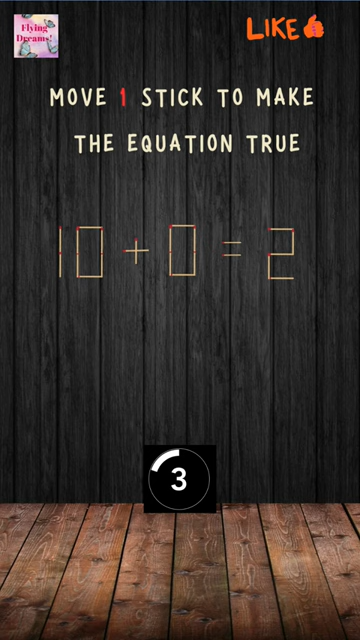 Flying
Dreams!
LIKE
MOVE 1 STICK TO MAKE
THE EQUATION TRUE
10 + 0 = 2
3